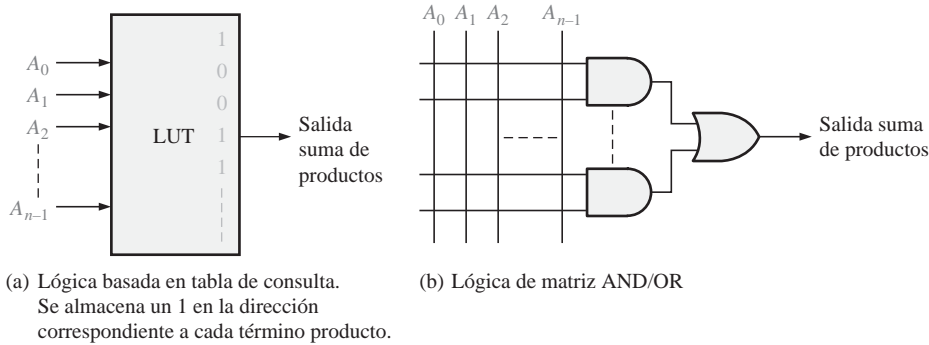 A0
A1
A2
An–1
LUT
1
0
0
1
1
Salida
suma de
productos
(a) Lógica basada en tabla de consulta.
Se almacena un 1 en la dirección
correspondiente a cada término producto.
A0 A1 A2 An–1
Salida suma
de productos
(b) Lógica de matriz AND/OR